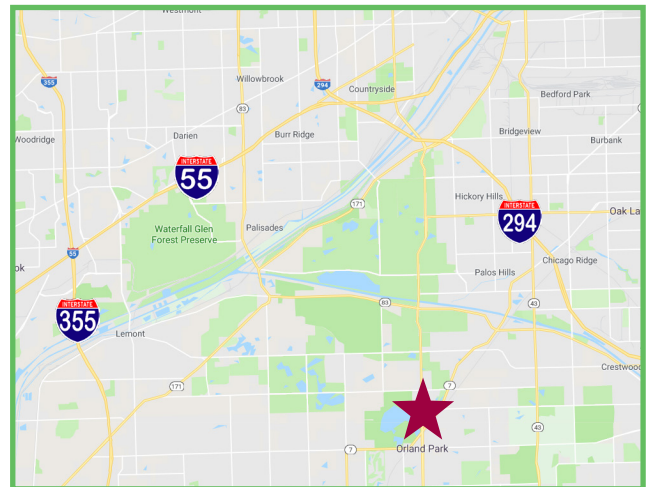 Westmont
355
Willowbrook
294
Countryside
83
Bedford Park
Darien
Burr Ridge
Bridgeview
Woodridge
Burbank
INTERSTATE
55
171
Hickory Hills
INTERSTATE
294
Oak La
Waterfall Glen
Forest Preserve
Palisades
55
ok
Chicago Ridge
Palos Hills
INTERSTATE
355
83
43
Lemont
Crestwood
171
7
43
7
Orland Park